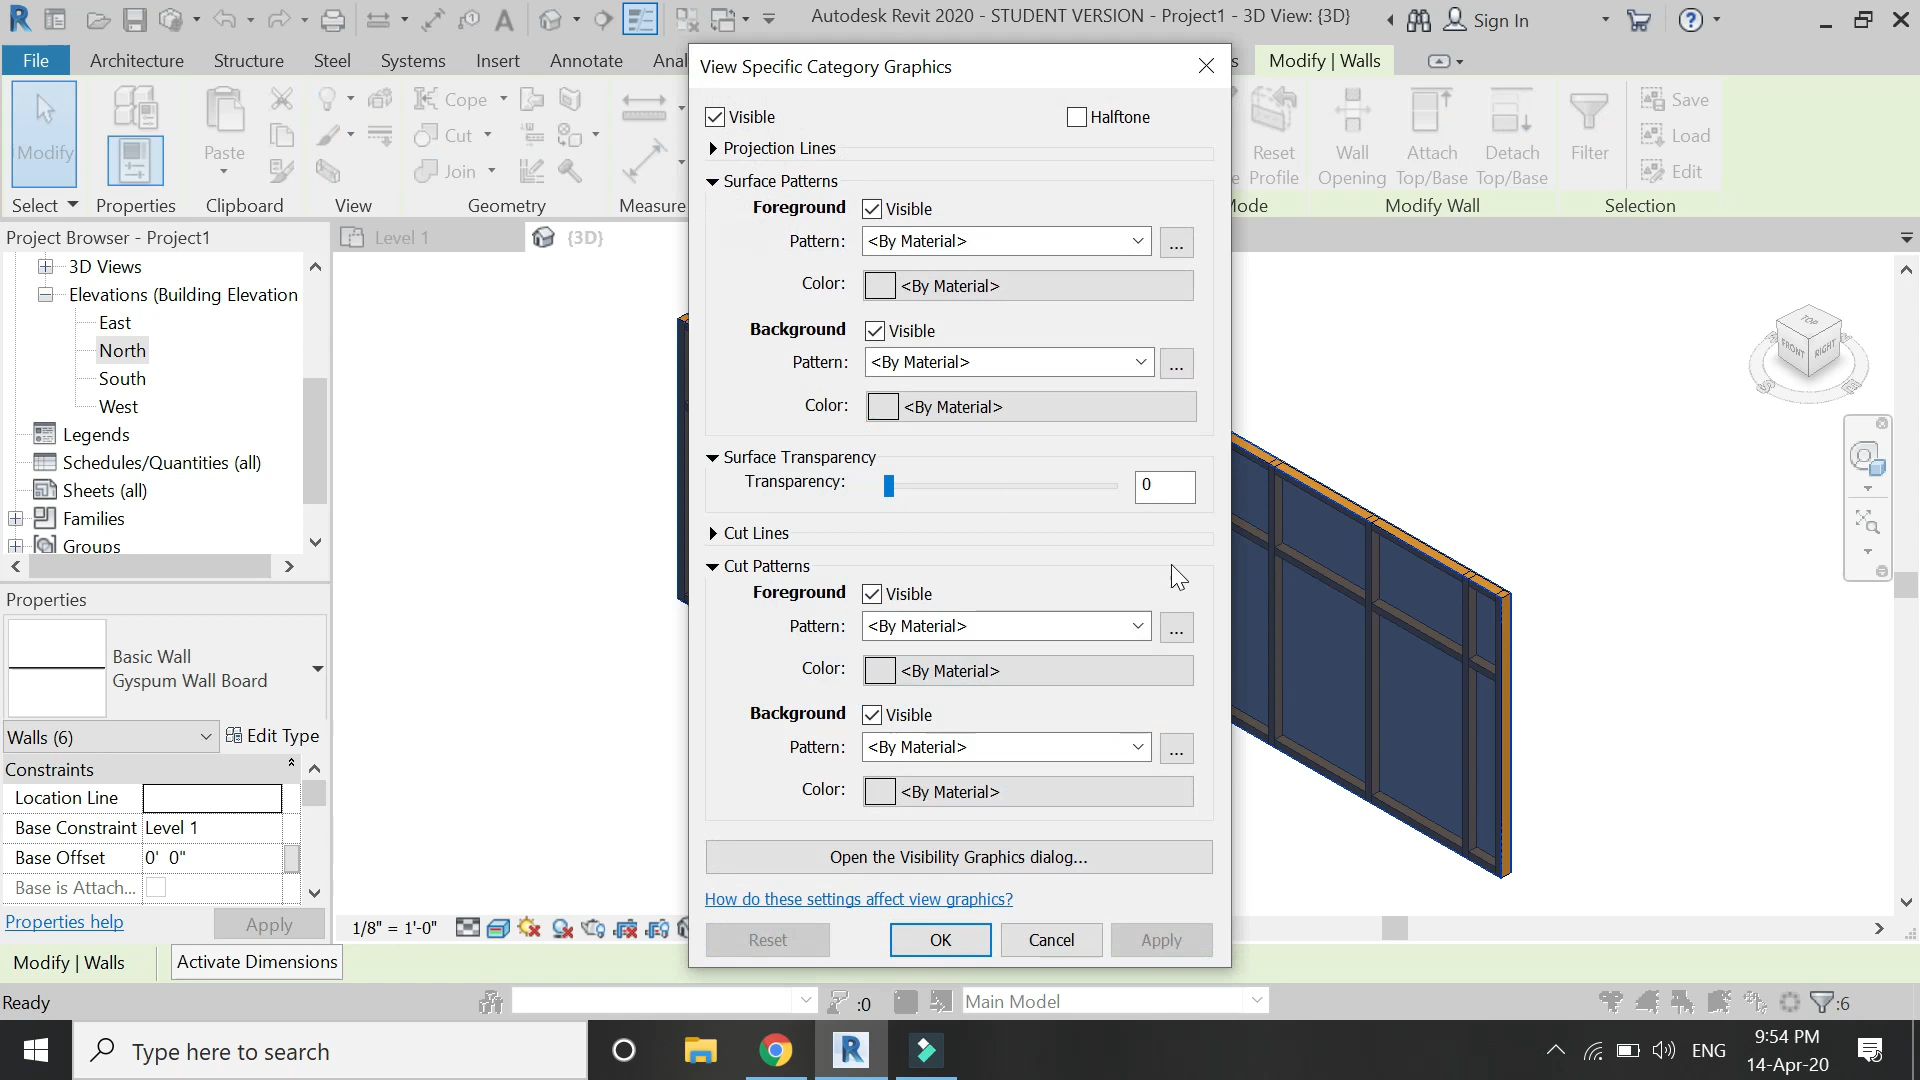 Autodesk Revit 2020 - STUDENT VERSION - Project1 - 3D View: {3D}
Sign In
File
Architecture
Structure
Steel
Systems
Insert
Annotate
Anal
Modify | Walls
Modify
Select
Properties
Paste
Clipboard
View
Cope
Cut
Join
Geometry
Measure
Reset
Profile
Mode
Wall
Opening
Attach
Top/Base
Detach
Top/Base
Modify Wall
Filter
Save
Load
Edit
Selection
Project Browser - Project1
3D Views
Elevations (Building Elevation
East
North
South
West
Legends
Schedules/Quantities (all)
Sheets (all)
Families
Groups
Level 1
{3D}
View Specific Category Graphics
Visible
Halftone
Projection Lines
Surface Patterns
Foreground
Visible
Pattern:
<By Material>
...
Color:
<By Material>
Background
Visible
Pattern:
<By Material>
...
Color:
<By Material>
Surface Transparency
Transparency:
0
Cut Lines
Cut Patterns
Foreground
Visible
Pattern:
<By Material>
...
Color:
<By Material>
Background
Visible
Pattern:
<By Material>
...
Color:
<By Material>
Open the Visibility Graphics dialog...
How do these settings affect view graphics?
Reset
OK
Cancel
Apply
TOP
FRONT
RIGHT
S
E
Properties
Basic Wall
Gyspum Wall Board
Walls (6)
Edit Type
Constraints
Location Line
Base Constraint
Level 1
Base Offset
0' 0"
Base is Attach...
Properties help
Apply
1/8" = 1'-0"
Modify | Walls
Activate Dimensions
Ready
:0
Main Model
:6
Type here to search
ENG
9:54 PM
14-Apr-20